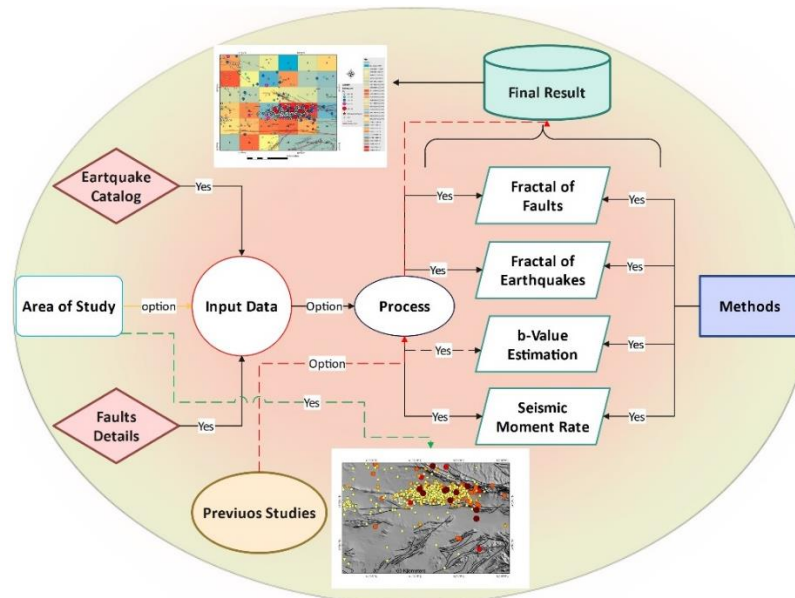 Final Result
Eartquake
Catalog
Yes
Yes
Fractal of
Faults
Yes
Yes
Fractal of
Earthquakes
Yes
Area of Study
option
Input Data
Option
Process
Methods
Option
Yes
b-Value
Estimation
Yes
Yes
Faults
Details
Yes
Yes
Seismic
Moment Rate
Yes
Previuos Studies